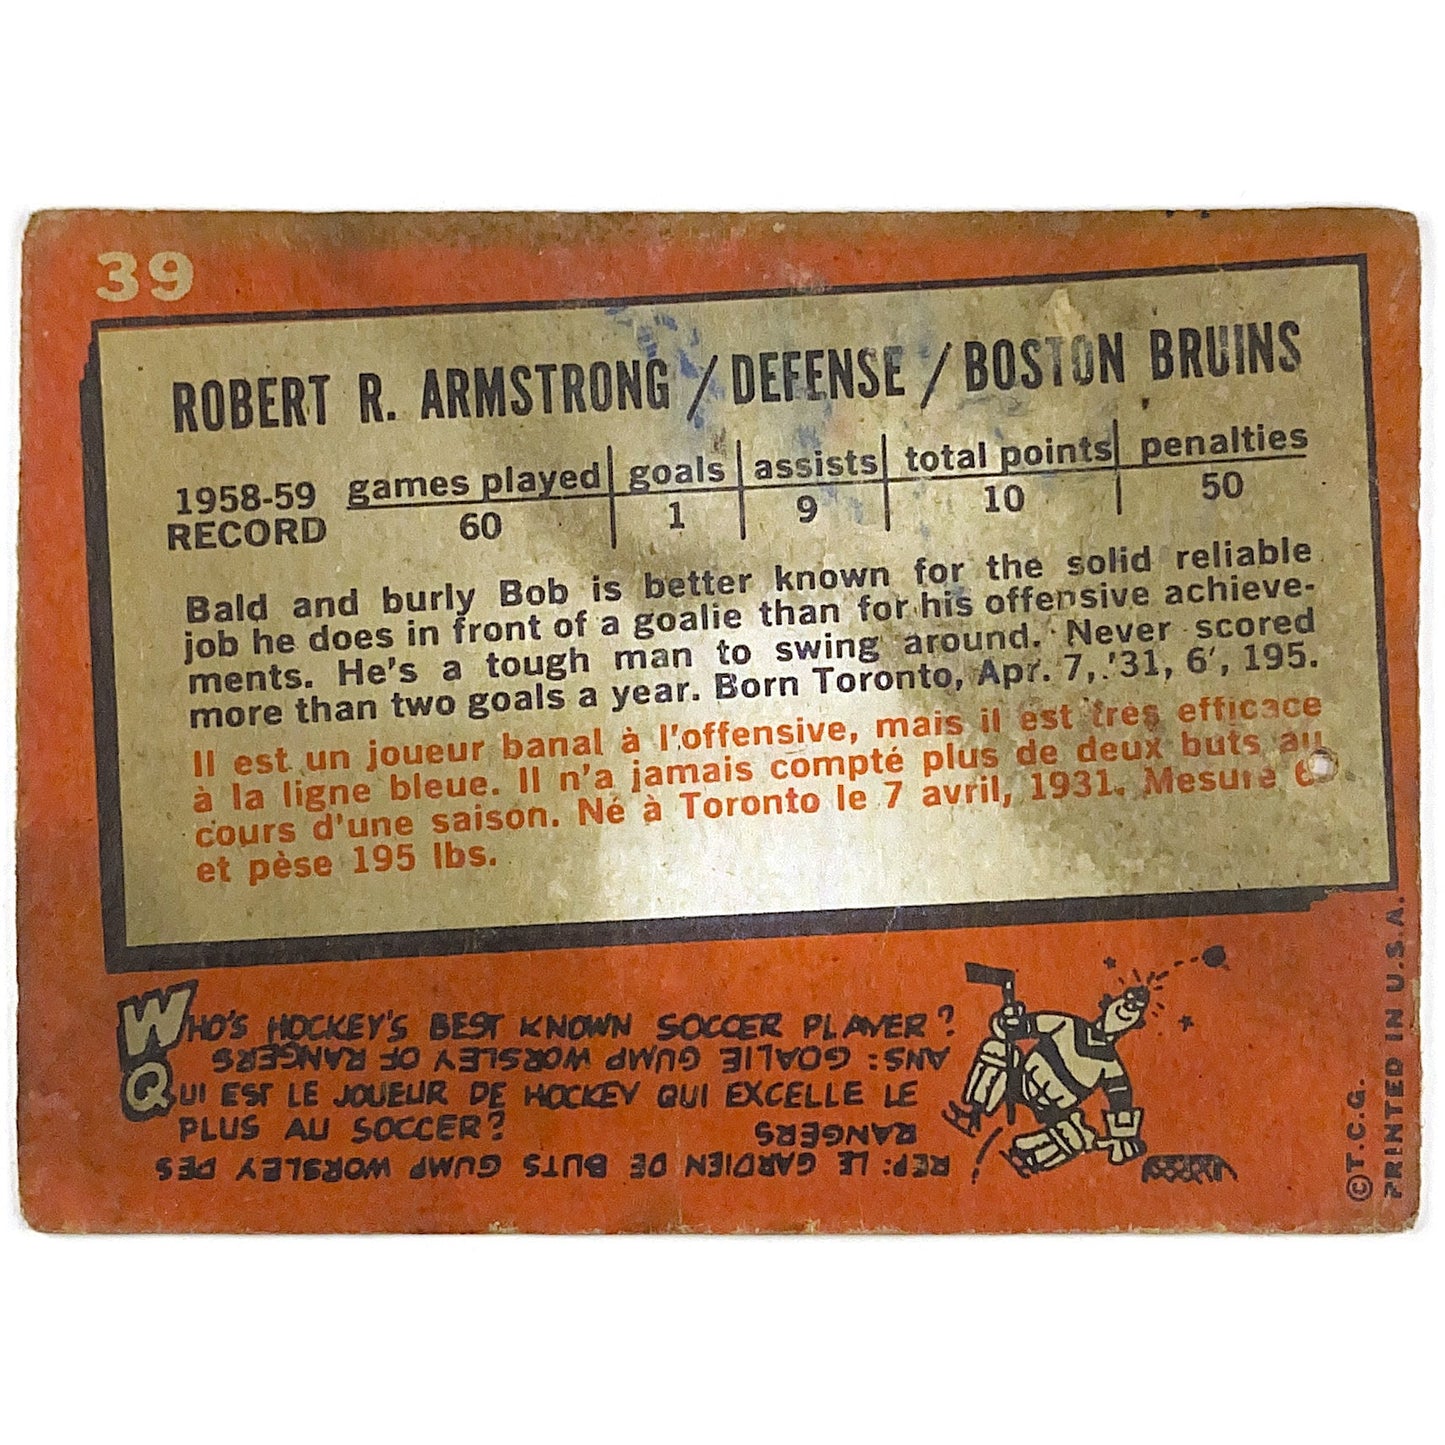 39
ROBERT R. ARMSTRONG / DEFENSE / BOSTON BRUINS
1958-59 RECORD
games played goals assists total points penalties
60 1 9 10 50
Bald and burly Bob is better known for the solid reliable
job he does in front of a goalie than for his offensive achieve-
ments. He's a tough man to swing around. Never scored
more than two goals a year. Born Toronto, Apr. 7, '31, 6', 195.
Il est un joueur banal à l'offensive, mais il est très efficace
à la ligne bleue. Il n'a jamais compté plus de deux buts au
cours d'une saison. Né à Toronto le 7 avril, 1931. Mesure 6'
et pèse 195 lbs.
WHO'S HOCKEY'S BEST KNOWN SOCCER PLAYER?
ANS: GOALIE GUMP WORSLEY OF RANGERS
QUI EST LE JOUEUR DE HOCKEY QUI EXCELLE LE
PLUS AU SOCCER?
REP: LE GARDIEN DE BUTS GUMP WORSLEY DES
RANGERS
© T.C.G.
PRINTED IN U.S.A.